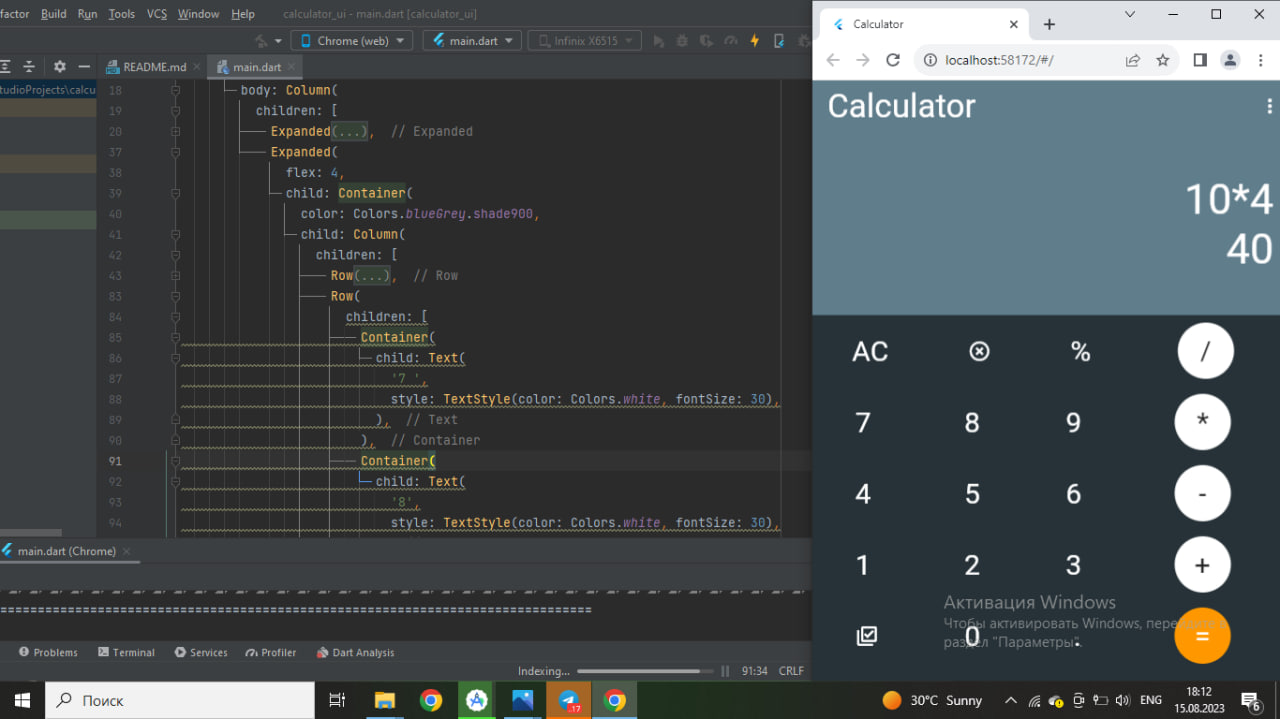 factor Build Run Tools VCS Window Help calculator_ui - main.dart [calculator_ui]
Chrome (web) main.dart Infinix X6515
README.md main.dart
tudioProjects\calcu
18 body: Column(
19 children: [
20 Expanded(...), // Expanded
37 Expanded(
38 flex: 4,
39 child: Container(
40 color: Colors.blueGrey.shade900,
41 child: Column(
42 children: [
43 Row(...), // Row
83 Row(
84 children: [
85 Container(
86 child: Text(
87 '7 ',
88 style: TextStyle(color: Colors.white, fontSize: 30),
89 ), // Text
90 ), // Container
91 Container(
92 child: Text(
93 '8',
94 style: TextStyle(color: Colors.white, fontSize: 30),
main.dart (Chrome)
================================================================================
Problems Terminal Services Profiler Dart Analysis
Indexing... 91:34 CRLF
Calculator
localhost:58172/#/
Calculator
10*4
40
AC % /
7 8 9 *
4 5 6 -
1 2 3 +
0 . =
Активация Windows
Чтобы активировать Windows, перейдите в
раздел "Параметры".
Поиск
17
30°C Sunny
ENG
18:12
15.08.2023
6